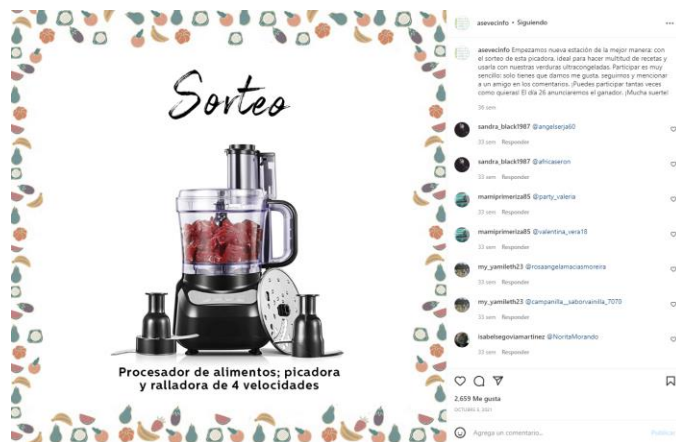 Sorteo
Procesador de alimentos; picadora
y ralladora de 4 velocidades
asevecinfo • Siguiendo
asevecinfo Empezamos nueva estación de la mejor manera: con
el sorteo de esta picadora, ideal para hacer multitud de recetas y
usarla con nuestras verduras ultracongeladas. Participar es muy
sencillo: solo tienes que darnos me gusta, seguirnos y mencionar
a un amigo en los comentarios. ¡Puedes participar tantas veces
como quieras! El día 26 anunciaremos el ganador. ¡Mucha suerte!
36 sem
sandra_black1987 @angelserja60
33 sem Responder
sandra_black1987 @africaseron
33 sem Responder
mamiprimeriza85 @party_valeria
33 sem Responder
mamiprimeriza85 @valentina_vera18
33 sem Responder
my_yamileth23 @rosaangelamaciasmoreira
33 sem Responder
my_yamileth23 @campanilla__saborvainilla_7079
33 sem Responder
isabelsegoviamartinez @NoritaMorando
33 sem Responder
2.659 Me gusta
OCTUBRE 5, 2021
Agrega un comentario...
Publicar